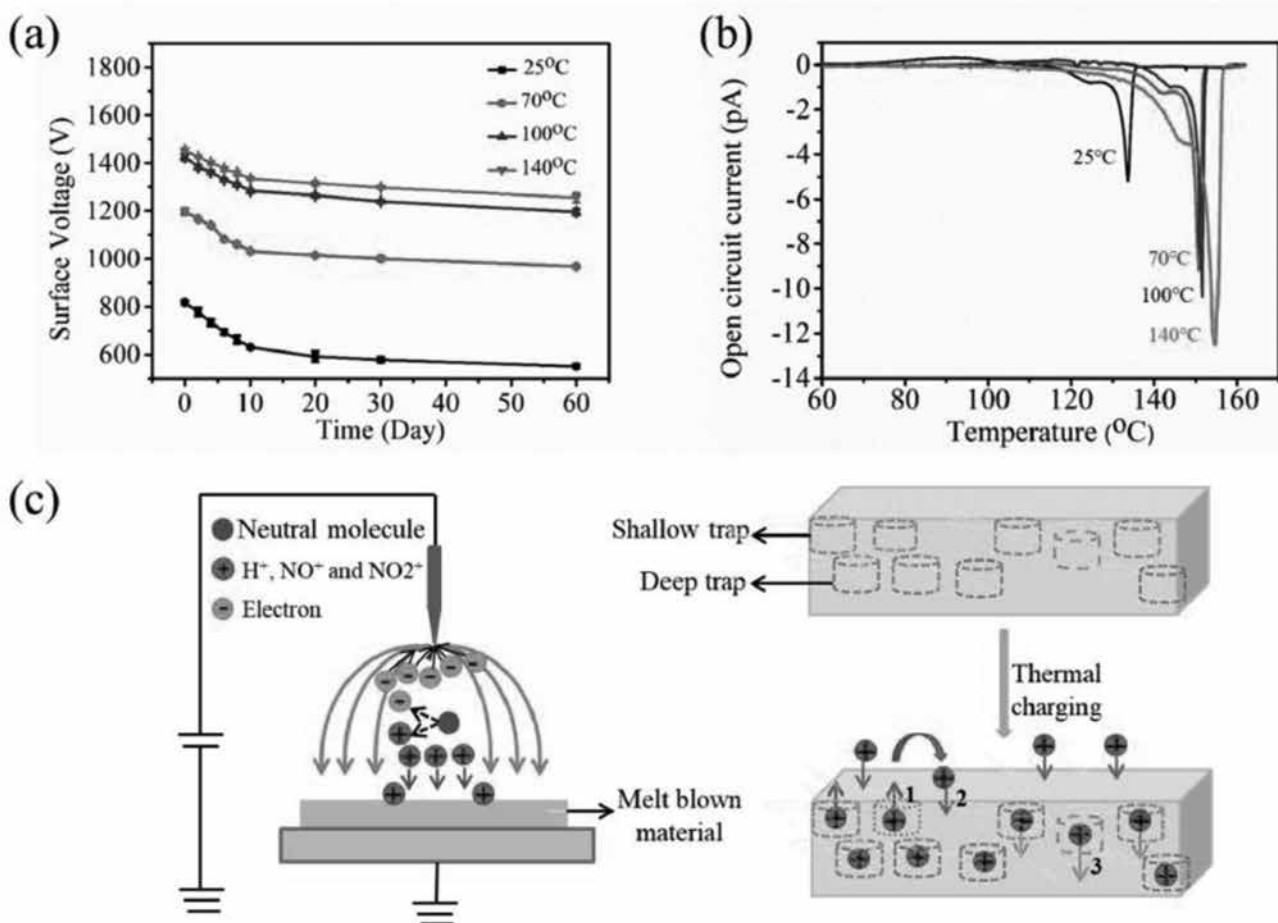 (a)
1800
1600
1400
1200
1000
800
600
Surface Voltage (V)
25°C
70°C
100°C
140°C
0 10 20 30 40 50 60
Time (Day)
(b)
0
-2
-4
-6
-8
-10
-12
-14
Open circuit current (pA)
25°C
70°C
100°C
140°C
60 80 100 120 140 160
Temperature (°C)
(c)
Neutral molecule
H⁺, NO⁺ and NO2⁺
Electron
Melt blown
material
Shallow trap
Deep trap
Thermal
charging
1
2
3